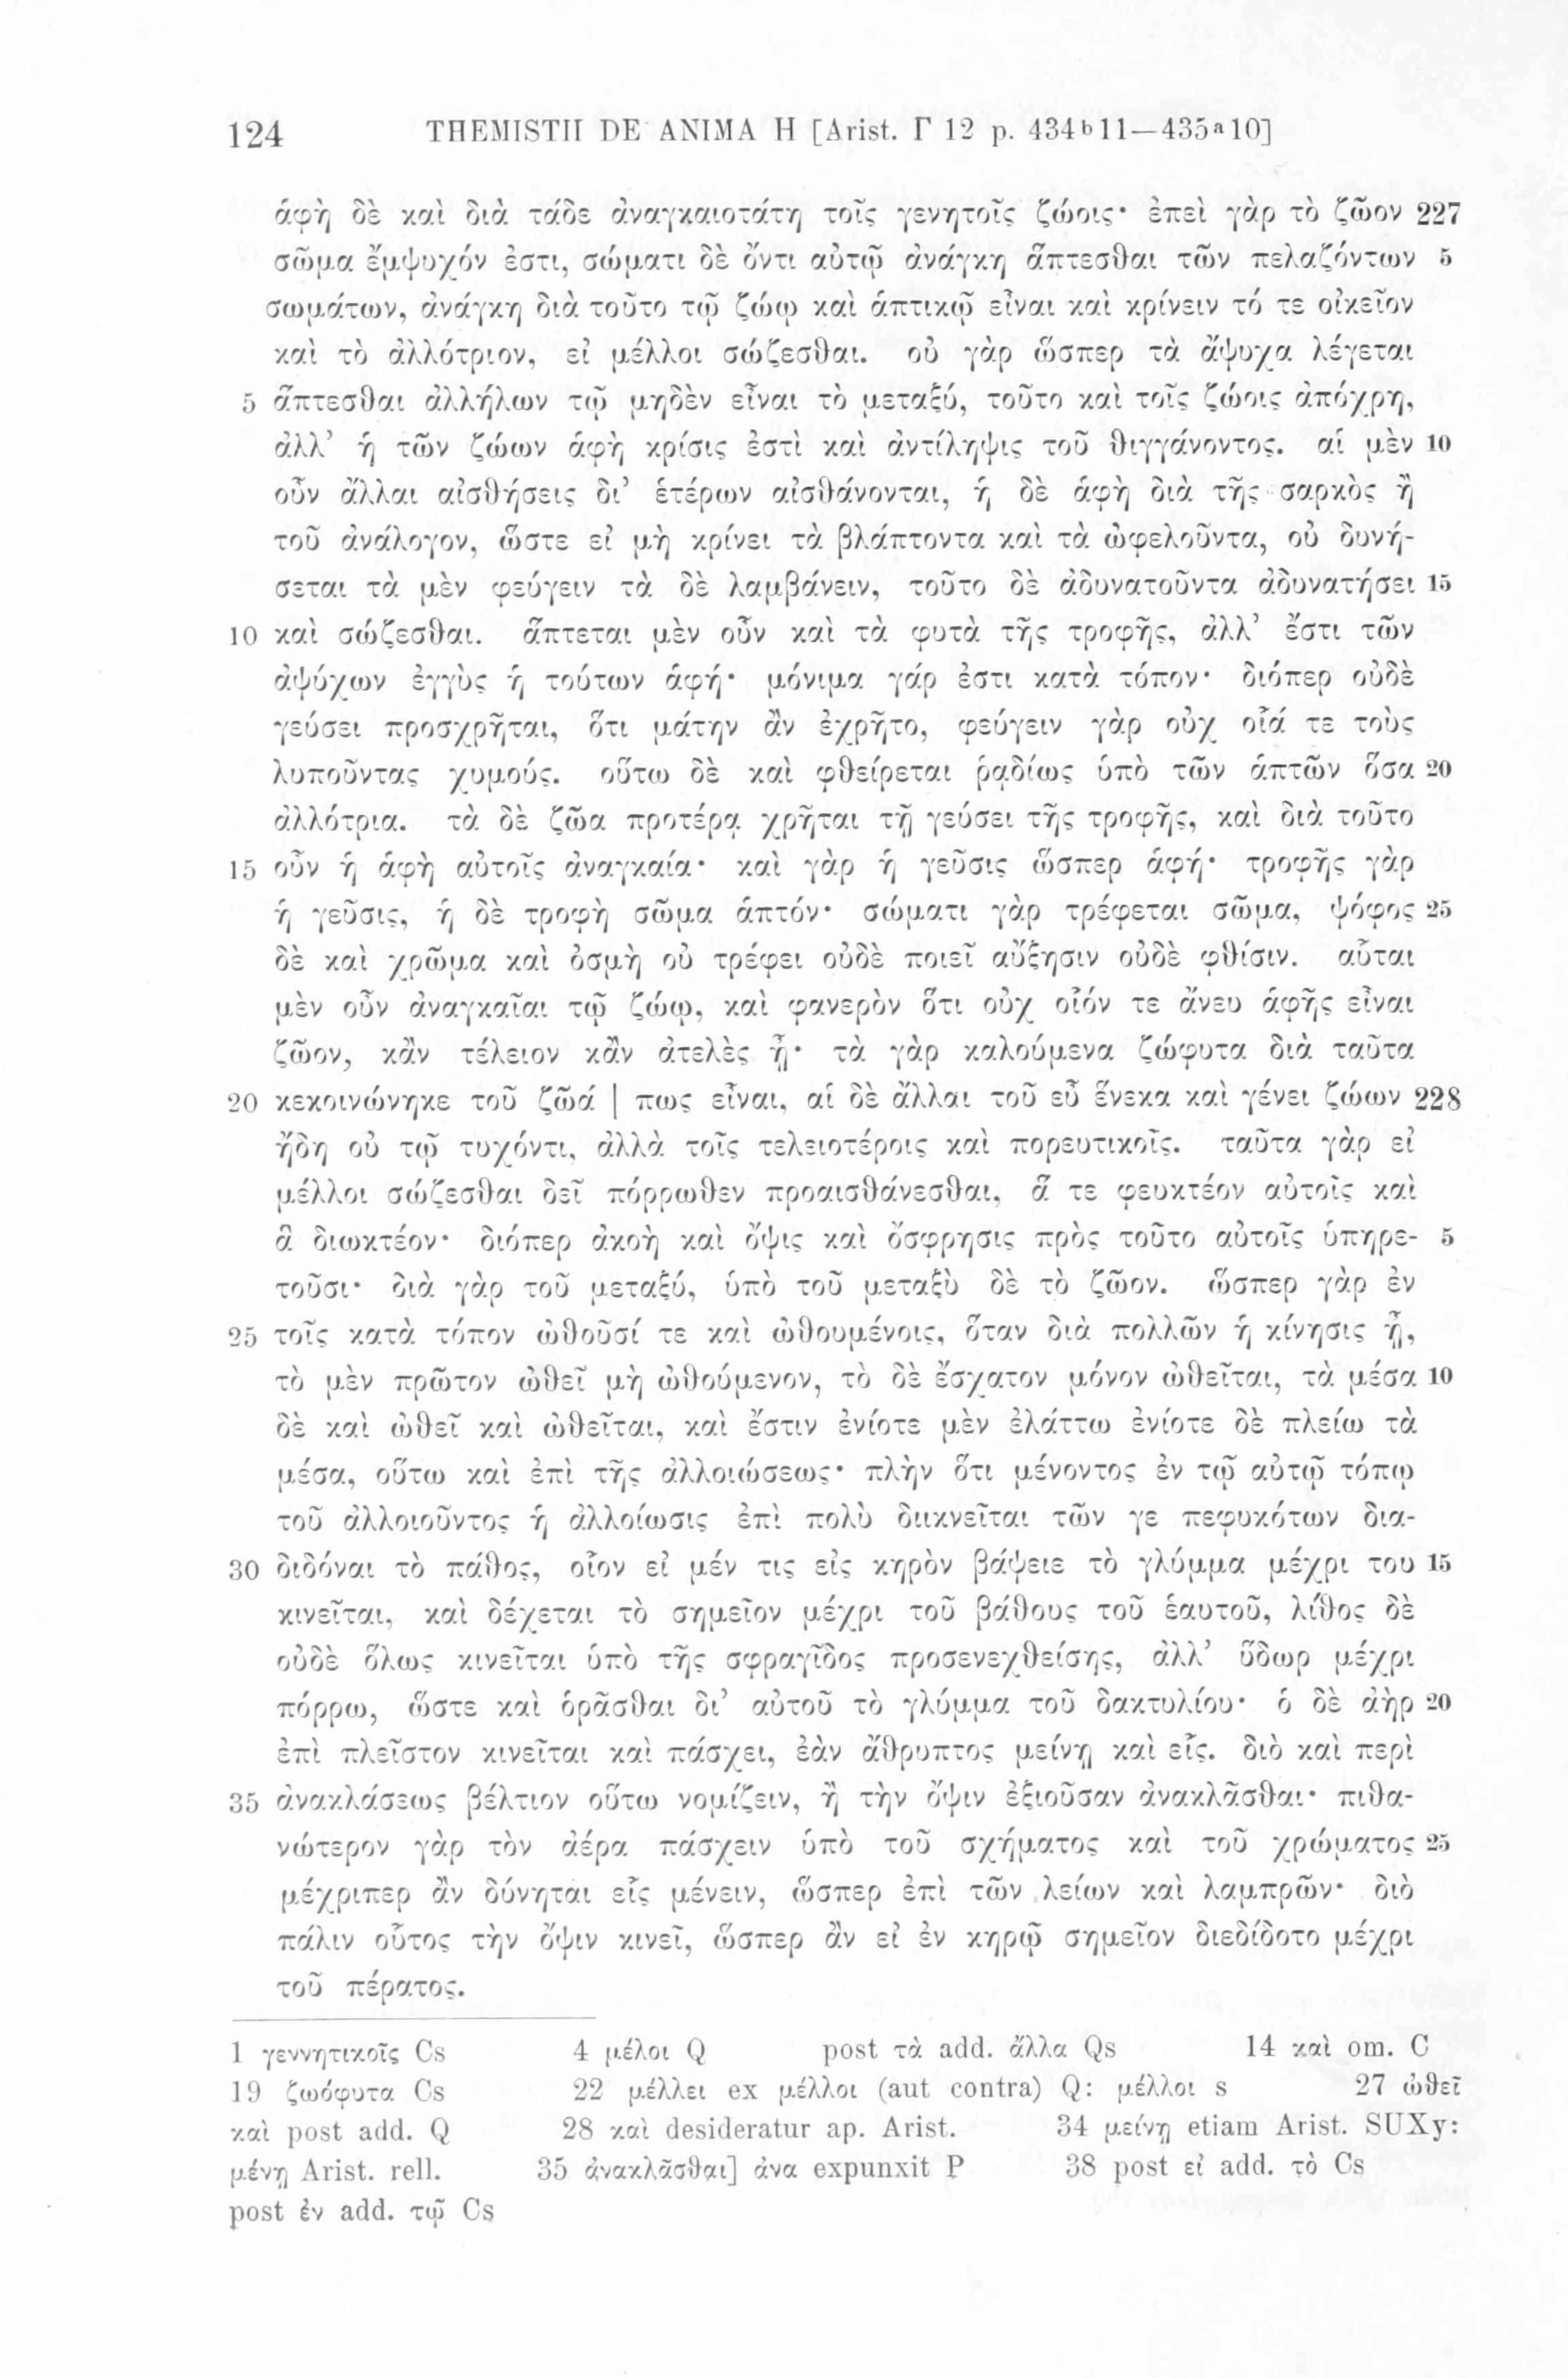 124 THEMISTII DE ANIMA H [Arist. Γ 12 p. 434ᵇ11—435ᵃ10]
ἁφὴ δὲ καὶ διὰ τάδε ἀναγκαιοτάτη τοῖς γενητοῖς ζώοις· ἐπεὶ γὰρ τὸ ζῶον 227
σῶμα ἔμψυχόν ἐστι, σώματι δὲ ὄντι αὐτῷ ἀνάγκη ἅπτεσθαι τῶν πελαζόντων 5
σωμάτων, ἀνάγκη διὰ τοῦτο τῷ ζώῳ καὶ ἁπτικῷ εἶναι καὶ κρίνειν τό τε οἰκεῖον
καὶ τὸ ἀλλότριον, εἰ μέλλοι σώζεσθαι. οὐ γὰρ ὥσπερ τὰ ἄψυχα λέγεται
5 ἅπτεσθαι ἀλλήλων τῷ μηδὲν εἶναι τὸ μεταξύ, τοῦτο καὶ τοῖς ζώοις ἀπόχρη,
ἀλλ’ ἡ τῶν ζώων ἁφὴ κρίσις ἐστὶ καὶ ἀντίληψις τοῦ θιγγάνοντος. αἱ μὲν 10
οὖν ἄλλαι αἰσθήσεις δι’ ἑτέρων αἰσθάνονται, ἡ δὲ ἁφὴ διὰ τῆς σαρκὸς ἢ
τοῦ ἀνάλογον, ὥστε εἰ μὴ κρίνει τὰ βλάπτοντα καὶ τὰ ὠφελοῦντα, οὐ δυνή-
σεται τὰ μὲν φεύγειν τὰ δὲ λαμβάνειν, τοῦτο δὲ ἀδυνατοῦντα ἀδυνατήσει 15
10 καὶ σώζεσθαι. ἅπτεται μὲν οὖν καὶ τὰ φυτὰ τῆς τροφῆς, ἀλλ’ ἔστι τῶν
ἀψύχων ἐγγὺς ἡ τούτων ἁφή· μόνιμα γάρ ἐστι κατὰ τόπον· διόπερ οὐδὲ
γεύσει προσχρῆται, ὅτι μάτην ἂν ἐχρῆτο, φεύγειν γὰρ οὐχ οἷά τε τοὺς
λυποῦντας χυμούς. οὕτω δὲ καὶ φθείρεται ῥᾳδίως ὑπὸ τῶν ἁπτῶν ὅσα 20
ἀλλότρια. τὰ δὲ ζῶα προτέρᾳ χρῆται τῇ γεύσει τῆς τροφῆς, καὶ διὰ τοῦτο
15 οὖν ἡ ἁφὴ αὐτοῖς ἀναγκαία· καὶ γὰρ ἡ γεῦσις ὥσπερ ἁφή· τροφῆς γὰρ
ἡ γεῦσις, ἡ δὲ τροφὴ σῶμα ἁπτόν· σώματι γὰρ τρέφεται σῶμα, ψόφος 25
δὲ καὶ χρῶμα καὶ ὀσμὴ οὐ τρέφει οὐδὲ ποιεῖ αὔξησιν οὐδὲ φθίσιν. αὗται
μὲν οὖν ἀναγκαῖαι τῷ ζώῳ, καὶ φανερὸν ὅτι οὐχ οἷόν τε ἄνευ ἁφῆς εἶναι
ζῶον, κἂν τέλειον κἂν ἀτελὲς ᾖ· τὰ γὰρ καλούμενα ζώφυτα διὰ ταῦτα
20 κεκοινώνηκε τοῦ ζῶά | πως εἶναι, αἱ δὲ ἄλλαι τοῦ εὖ ἕνεκα καὶ γένει ζώων 228
ἤδη οὐ τῷ τυχόντι, ἀλλὰ τοῖς τελειοτέροις καὶ πορευτικοῖς. ταῦτα γὰρ εἰ
μέλλοι σώζεσθαι δεῖ πόρρωθεν προαισθάνεσθαι, ἅ τε φευκτέον αὐτοῖς καὶ
ἃ διωκτέον· διόπερ ἀκοὴ καὶ ὄψις καὶ ὄσφρησις πρὸς τοῦτο αὐτοῖς ὑπηρε- 5
τοῦσι· διὰ γὰρ τοῦ μεταξύ, ὑπὸ τοῦ μεταξὺ δὲ τὸ ζῶον. ὥσπερ γὰρ ἐν
25 τοῖς κατὰ τόπον ὠθοῦσί τε καὶ ὠθουμένοις, ὅταν διὰ πολλῶν ἡ κίνησις ᾖ,
τὸ μὲν πρῶτον ὠθεῖ μὴ ὠθούμενον, τὸ δὲ ἔσχατον μόνον ὠθεῖται, τὰ μέσα 10
δὲ καὶ ὠθεῖ καὶ ὠθεῖται, καὶ ἔστιν ἐνίοτε μὲν ἐλάττω ἐνίοτε δὲ πλείω τὰ
μέσα, οὕτω καὶ ἐπὶ τῆς ἀλλοιώσεως· πλὴν ὅτι μένοντος ἐν τῷ αὐτῷ τόπῳ
τοῦ ἀλλοιοῦντος ἡ ἀλλοίωσις ἐπὶ πολὺ διικνεῖται τῶν γε πεφυκότων δια-
30 διδόναι τὸ πάθος, οἷον εἰ μέν τις εἰς κηρὸν βάψειε τὸ γλύμμα μέχρι του 15
κινεῖται, καὶ δέχεται τὸ σημεῖον μέχρι τοῦ βάθους τοῦ ἑαυτοῦ, λίθος δὲ
οὐδὲ ὅλως κινεῖται ὑπὸ τῆς σφραγῖδος προσενεχθείσης, ἀλλ’ ὕδωρ μέχρι
πόρρω, ὥστε καὶ ὁρᾶσθαι δι’ αὐτοῦ τὸ γλύμμα τοῦ δακτυλίου· ὁ δὲ ἀὴρ 20
ἐπὶ πλεῖστον κινεῖται καὶ πάσχει, ἐὰν ἄθρυπτος μείνῃ καὶ εἷς. διὸ καὶ περὶ
35 ἀνακλάσεως βέλτιον οὕτω νομίζειν, ἢ τὴν ὄψιν ἐξιοῦσαν ἀνακλᾶσθαι· πιθα-
νώτερον γὰρ τὸν ἀέρα πάσχειν ὑπὸ τοῦ σχήματος καὶ τοῦ χρώματος 25
μέχριπερ ἂν δύνηται εἷς μένειν, ὥσπερ ἐπὶ τῶν λείων καὶ λαμπρῶν· διὸ
πάλιν οὗτος τὴν ὄψιν κινεῖ, ὥσπερ ἂν εἰ ἐν κηρῷ σημεῖον διεδίδοτο μέχρι
τοῦ πέρατος.
1 γεννητικοῖς Cs 4 μέλοι Q post τὰ add. ἄλλα Qs 14 καὶ om. C
19 ζωόφυτα Cs 22 μέλλει ex μέλλοι (aut contra) Q: μέλλοι s 27 ὠθεῖ
καὶ post add. Q 28 καὶ desideratur ap. Arist. 34 μείνῃ etiam Arist. SUXy:
μένῃ Arist. rell. 35 ἀνακλᾶσθαι] ἀνα expunxit P 38 post εἰ add. τὸ Cs
post ἐν add. τῷ Cs